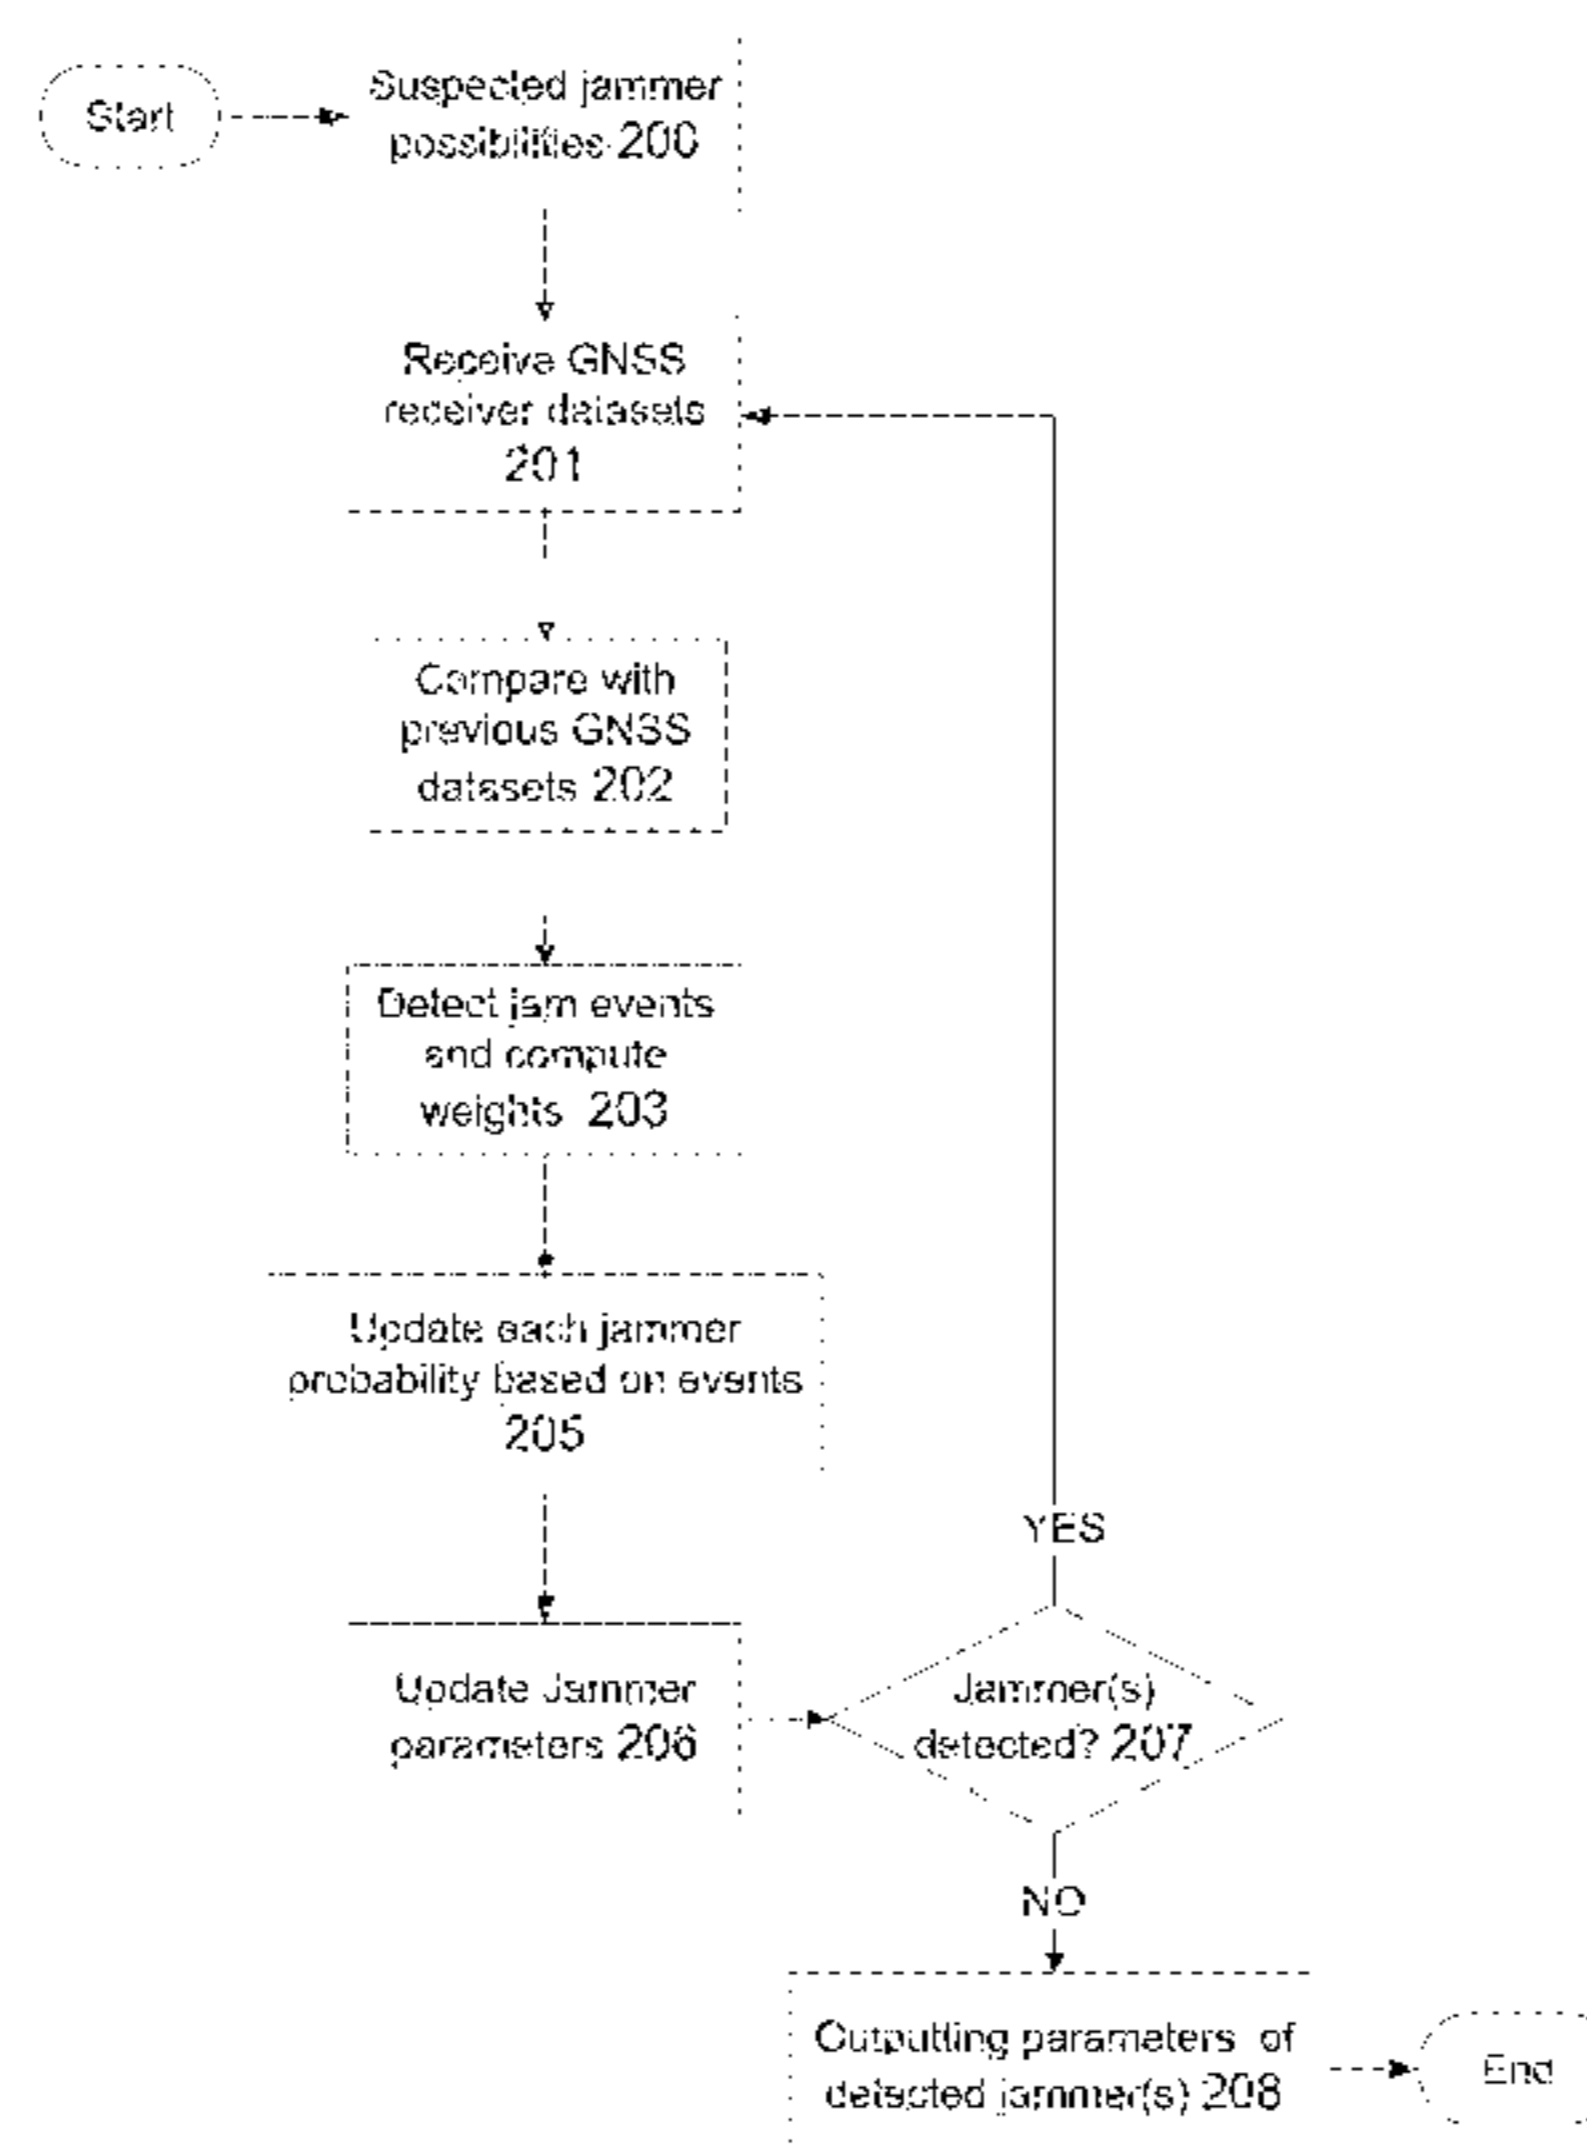 Start
Suspected jammer
possibilities 200
Receive GNSS
receiver datasets
201
Compare with
previous GNSS
datasets 202
Detect jam events
and compute
weights 203
Update each jammer
probability based on events
205
YES
Update Jammer
parameters 206
Jammer(s)
detected? 207
NO
Outputting parameters of
detected jammer(s) 208
End